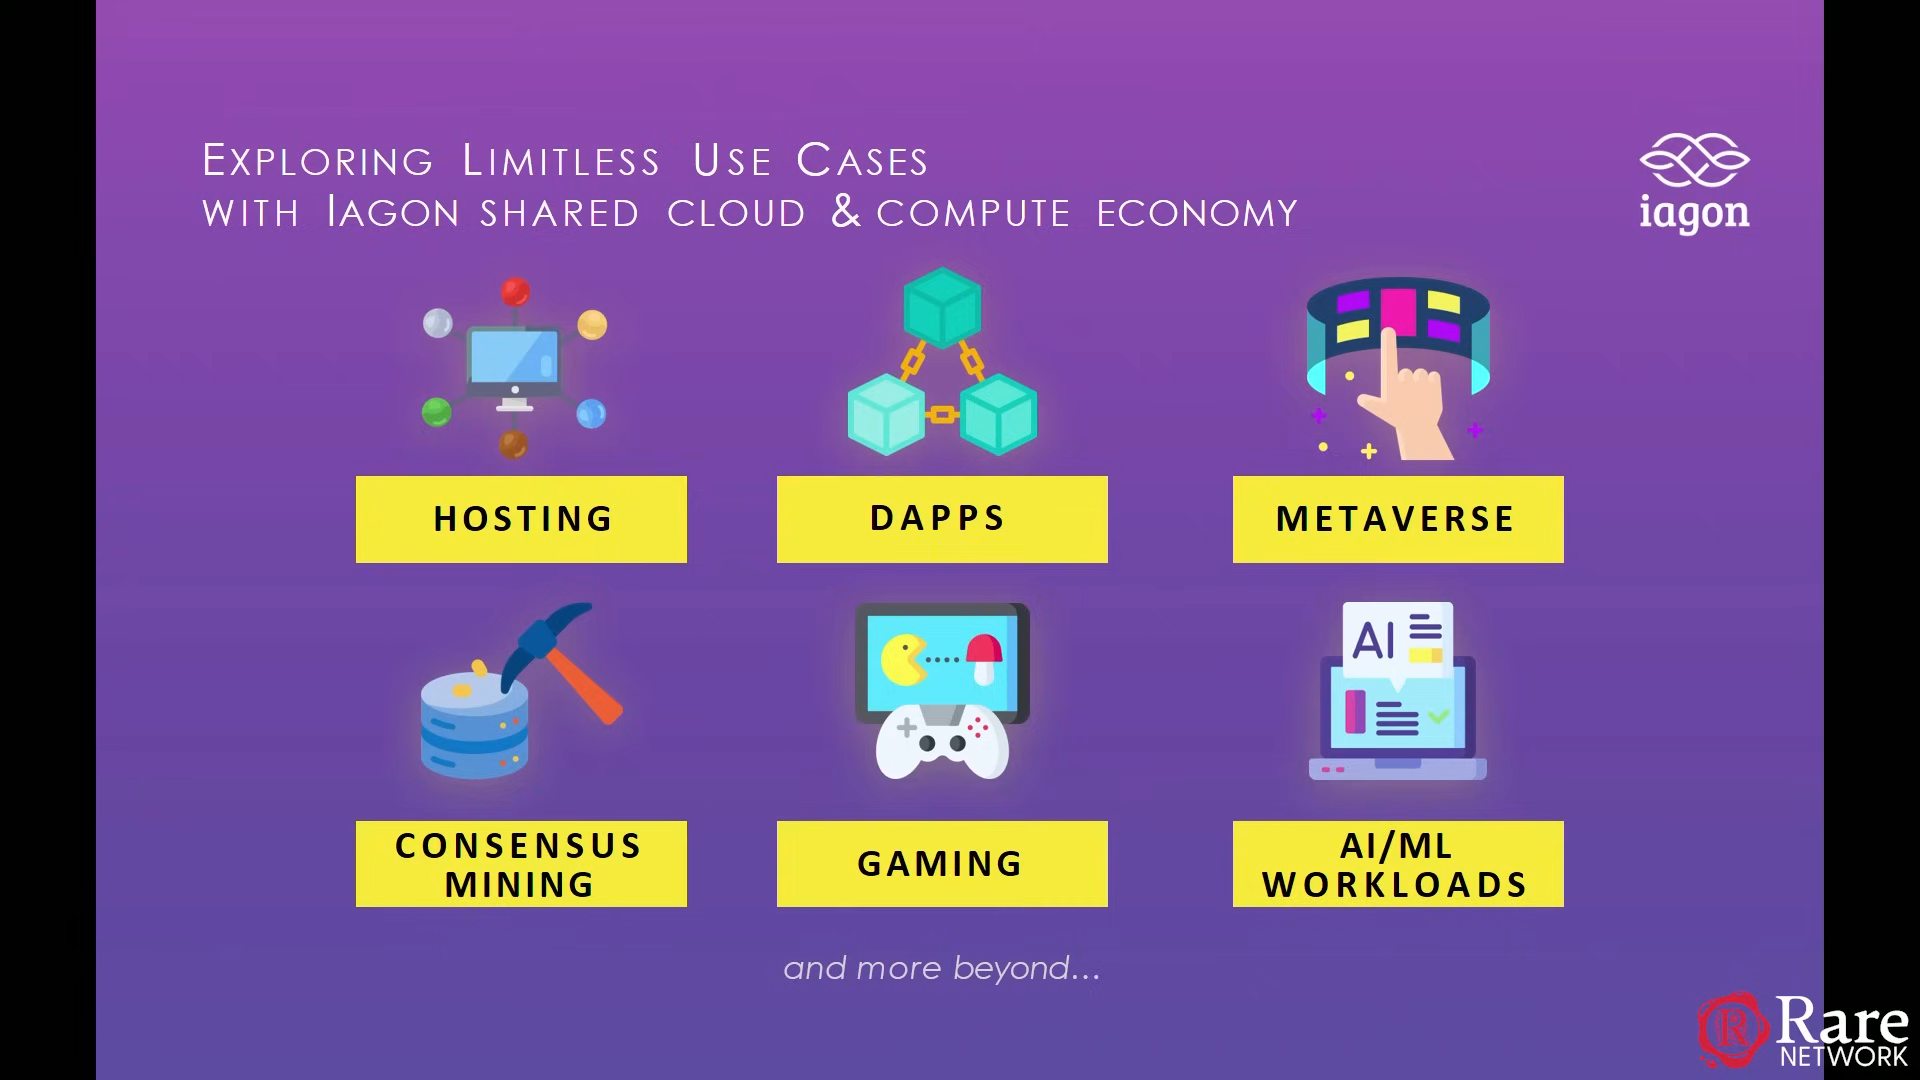 EXPLORING LIMITLESS USE CASES
WITH IAGON SHARED CLOUD & COMPUTE ECONOMY
iagon
HOSTING
DAPPS
METAVERSE
AI
CONSENSUS
MINING
GAMING
AI/ML
WORKLOADS
and more beyond...
R Rare
NETWORK